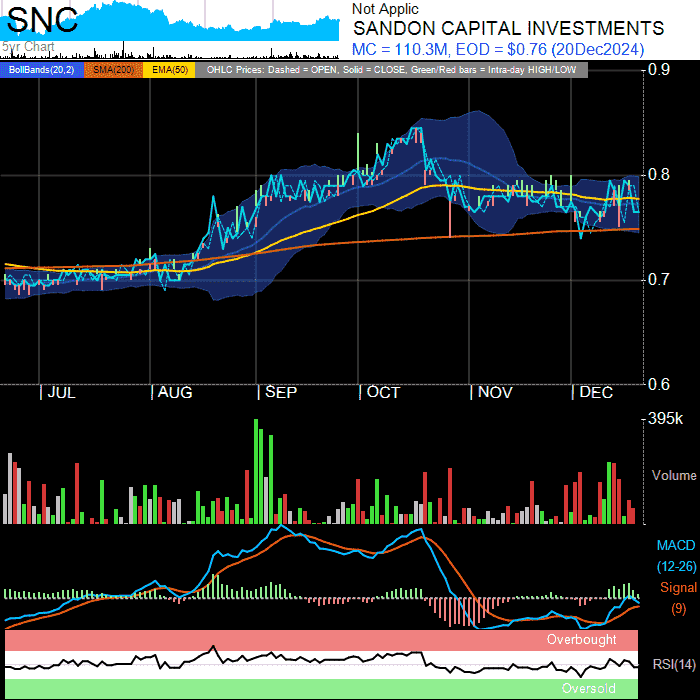 SNC
5yr Chart
Not Applic
SANDON CAPITAL INVESTMENTS
MC = 110.3M, EOD = $0.76 (20Dec2024)
BollBands(20,2) SMA(200) EMA(50) OHLC Prices: Dashed = OPEN, Solid = CLOSE, Green/Red bars = Intra-day HIGH/LOW
0.9
0.8
0.7
0.6
JUL AUG SEP OCT NOV DEC
395k
Volume
MACD
(12-26)
Signal
(9)
Overbought
RSI(14)
Oversold